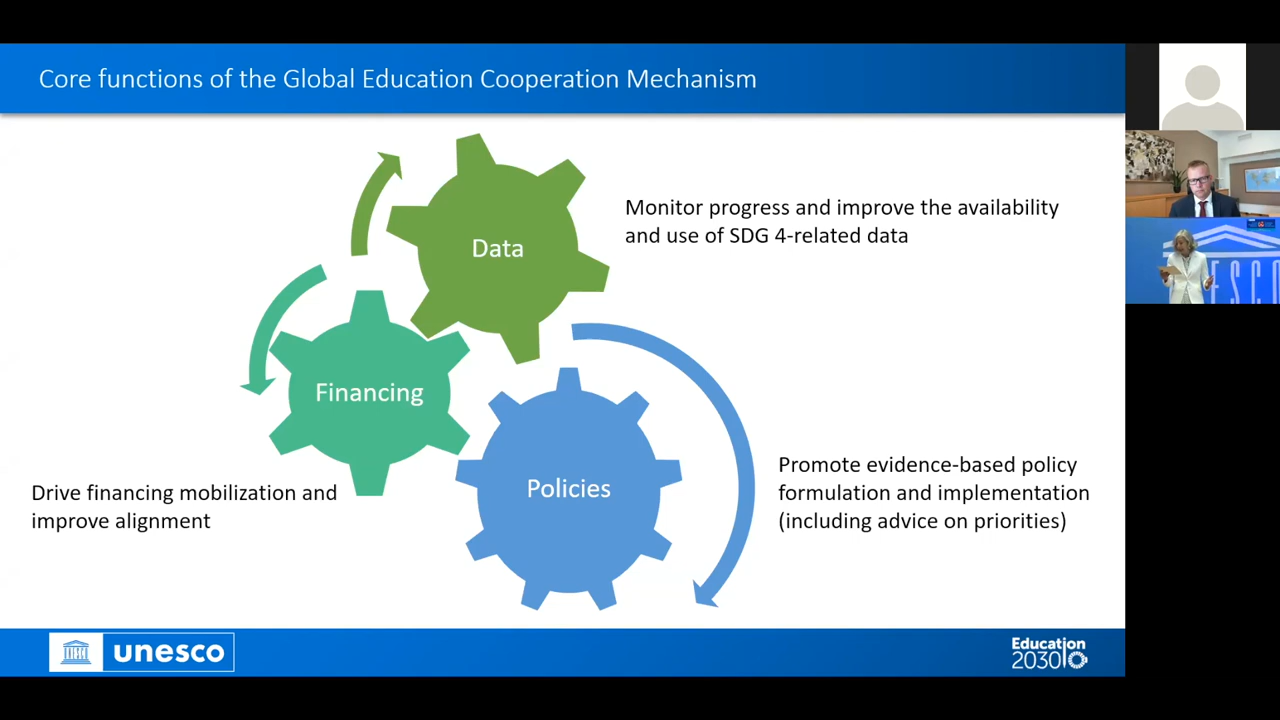 Core functions of the Global Education Cooperation Mechanism
Data
Monitor progress and improve the availability
and use of SDG 4-related data
Financing
Drive financing mobilization and
improve alignment
Policies
Promote evidence-based policy
formulation and implementation
(including advice on priorities)
unesco
Education
2030
ESCO